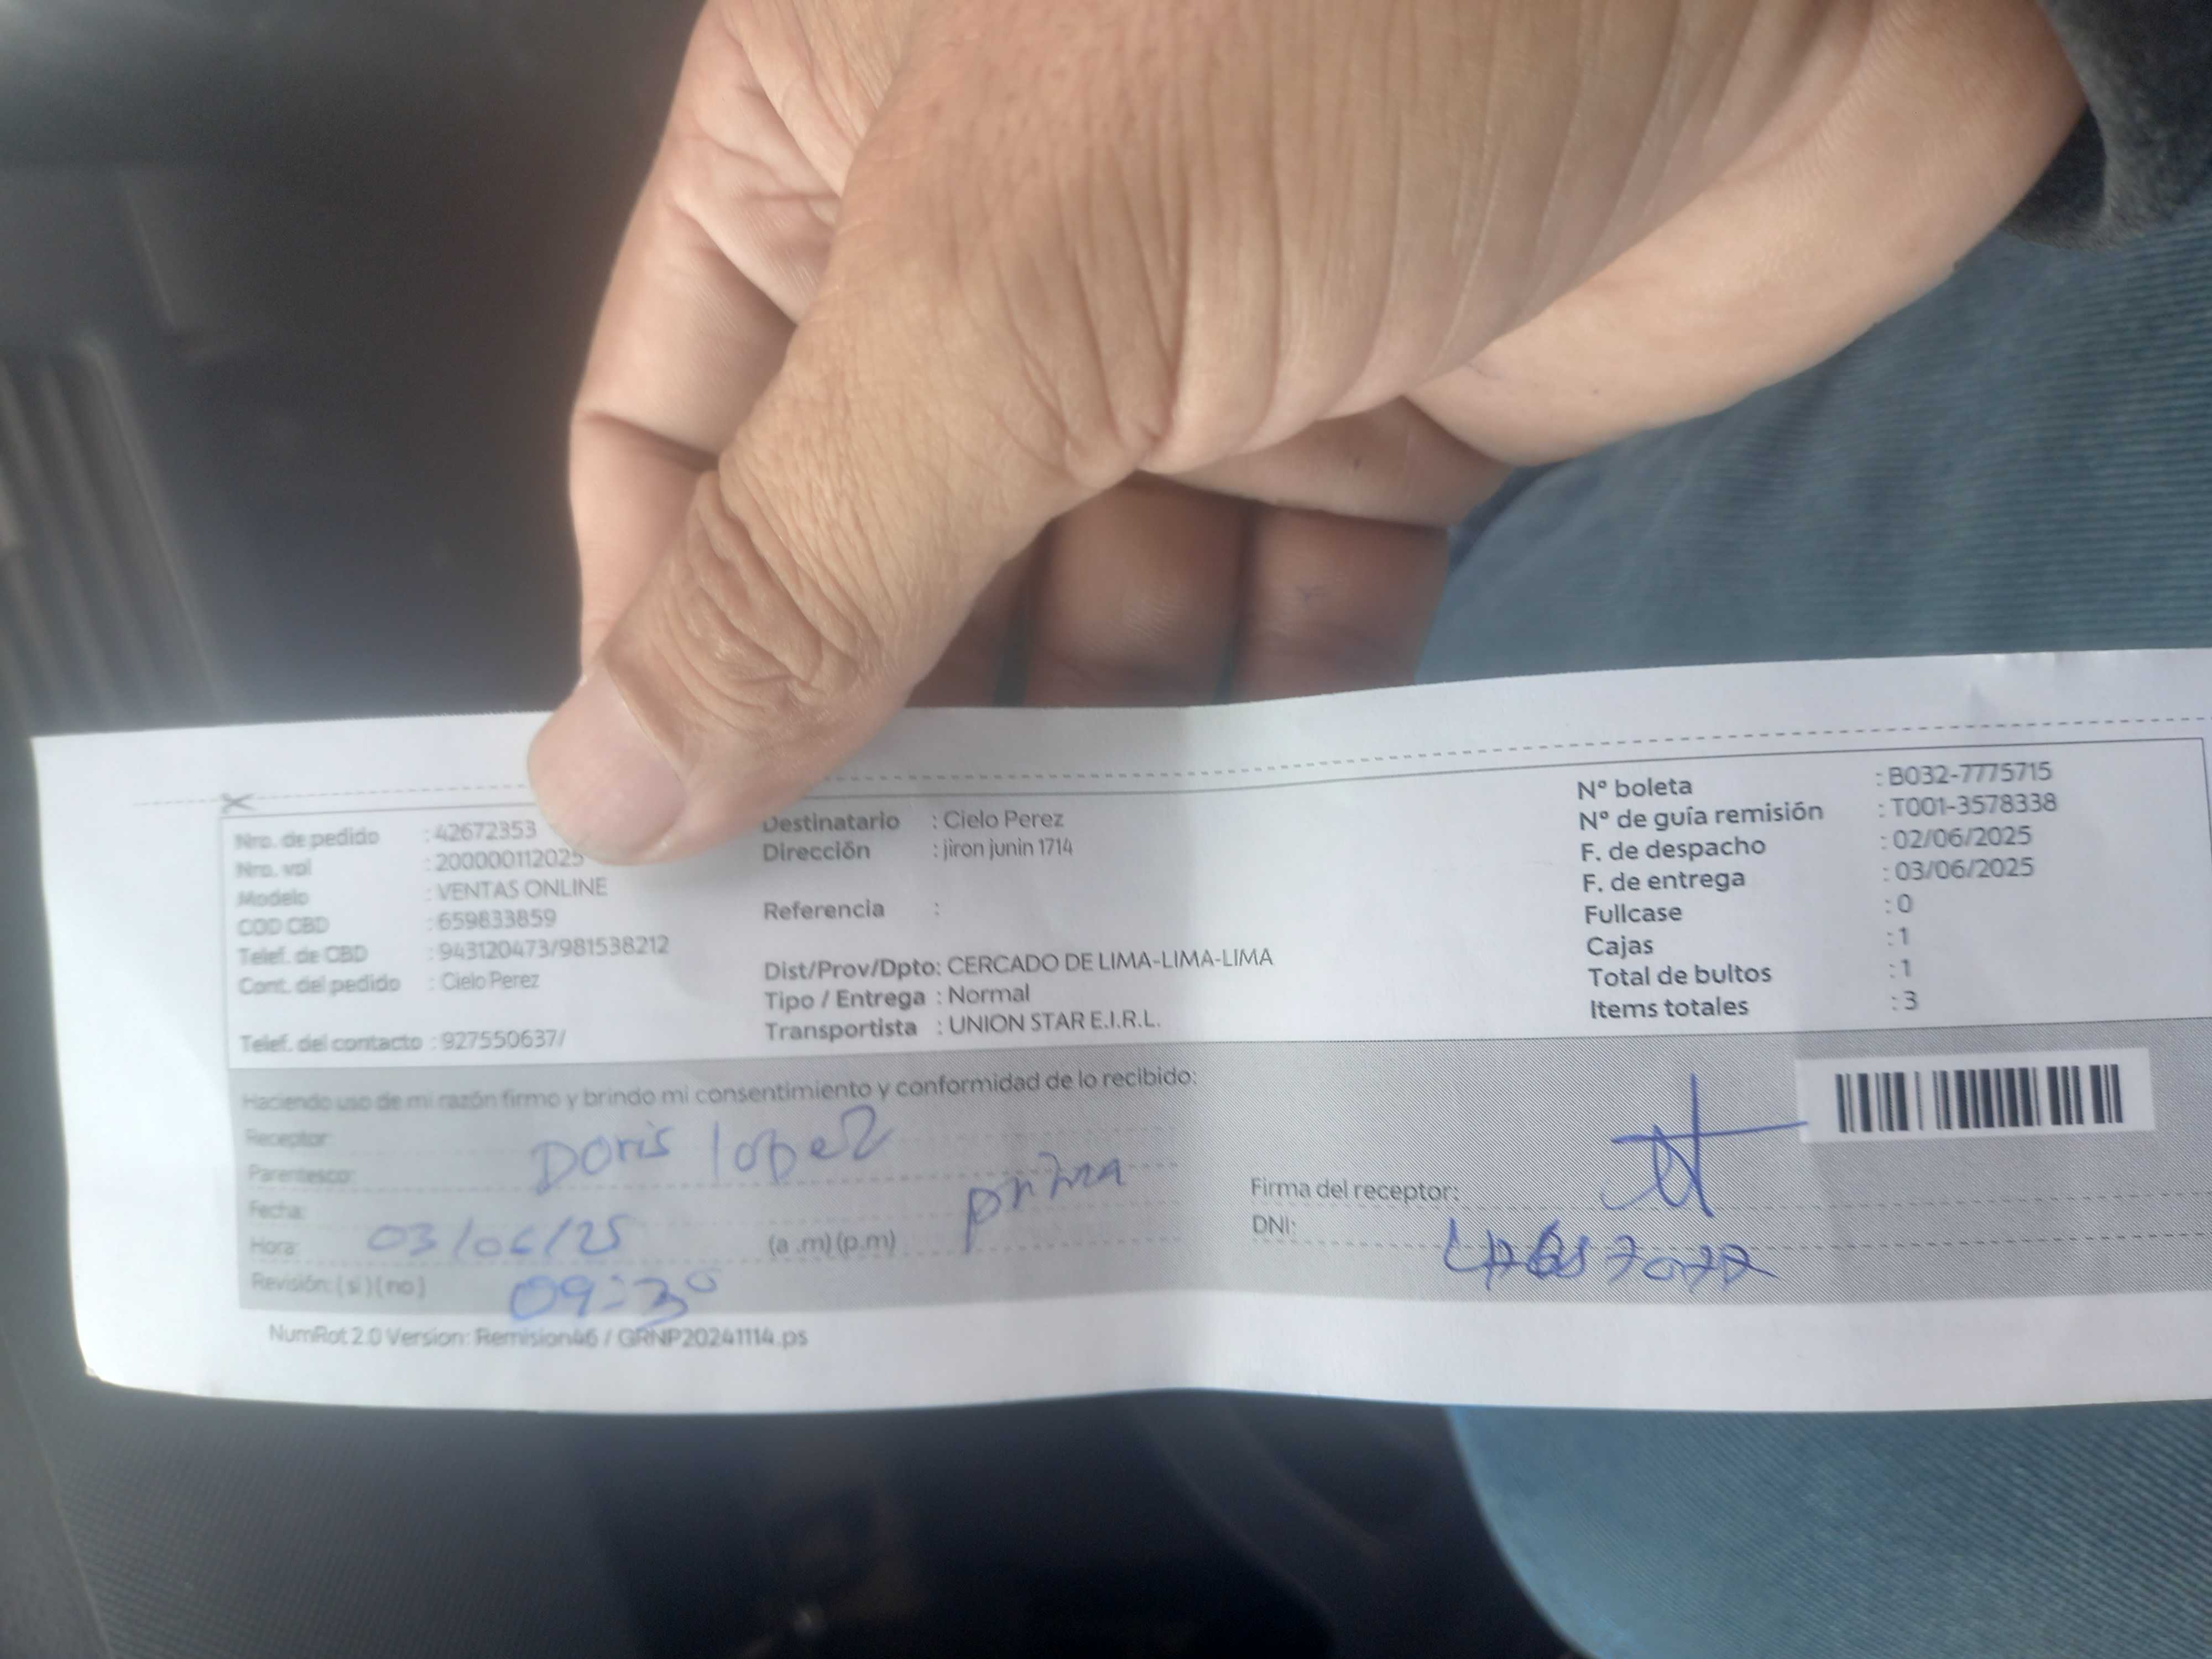 Nro. de pedido : 42672353
Nro. val : 200000112025
Modelo : VENTAS ONLINE
COD CBD : 659833859
Telef. de CBD : 943120473/981538212
Cont. del pedido : Cielo Perez
Telef. del contacto : 927550637/
Destinatario : Cielo Perez
Dirección : jiron junin 1714
Referencia :
Dist/Prov/Dpto: CERCADO DE LIMA-LIMA-LIMA
Tipo / Entrega : Normal
Transportista : UNION STAR E.I.R.L.
Nº boleta : B032-7775715
Nº de guía remisión : T001-3578338
F. de despacho : 02/06/2025
F. de entrega : 03/06/2025
Fullcase : 0
Cajas : 1
Total de bultos : 1
Items totales : 3
Haciendo uso de mi razón firmo y brindo mi consentimiento y conformidad de lo recibido:
Receptor: Doris lopez
Parentesco: prima
Fecha: 03/06/25
Hora: 09:30 (a .m) (p.m)
Revisión: ( si ) ( no )
Firma del receptor:
DNI:
NumRot 2.0 Version: Remision46 / GRNP20241114.ps